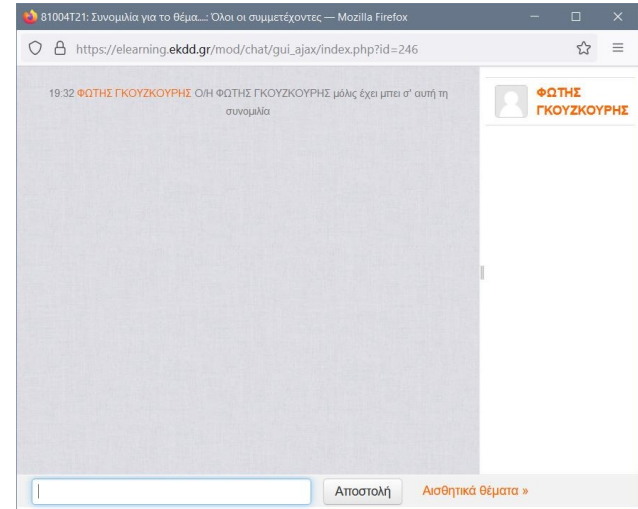 81004T21: Συνομιλία για το θέμα...: Όλοι οι συμμετέχοντες — Mozilla Firefox
https://elearning.ekdd.gr/mod/chat/gui_ajax/index.php?id=246
19:32 ΦΩΤΗΣ ΓΚΟΥΖΚΟΥΡΗΣ Ο/Η ΦΩΤΗΣ ΓΚΟΥΖΚΟΥΡΗΣ μόλις έχει μπει σ' αυτή τη
συνομιλία
ΦΩΤΗΣ
ΓΚΟΥΖΚΟΥΡΗΣ
Αποστολή
Αισθητικά θέματα »